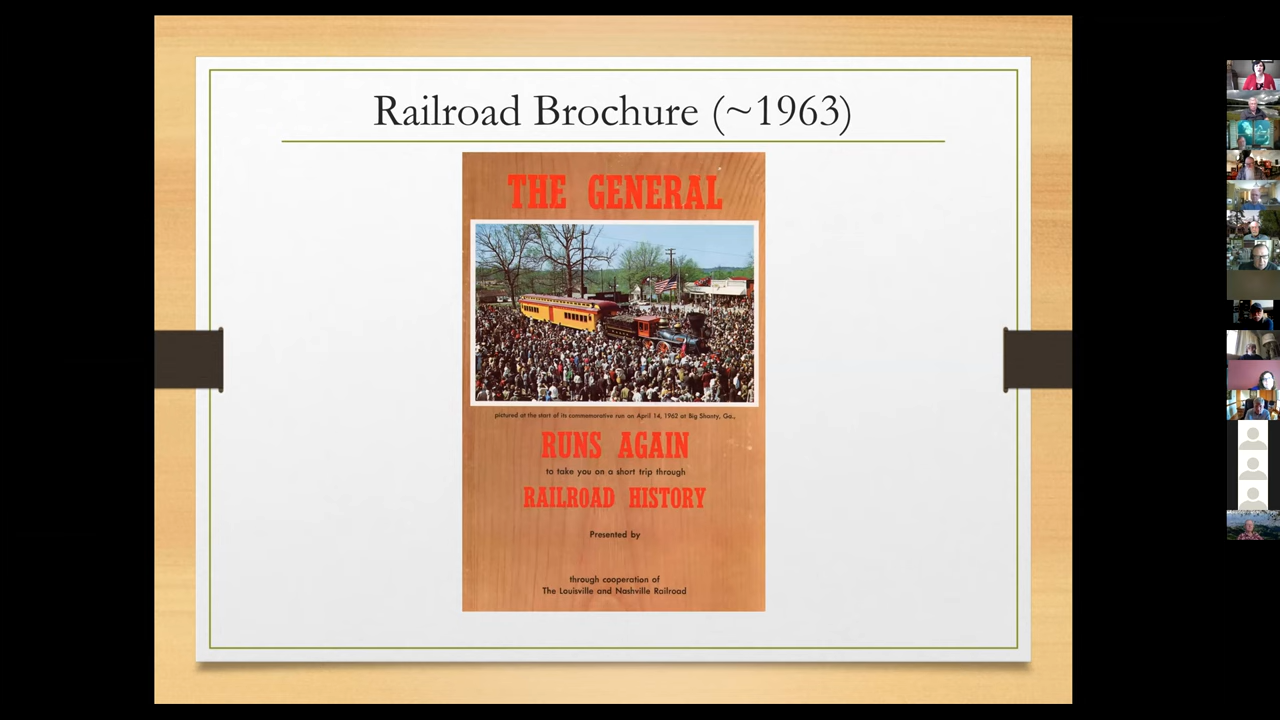 Railroad Brochure (~1963)
THE GENERAL
pictured at the start of its commemorative run on April 14, 1962 at Big Shanty, Ga.,
RUNS AGAIN
to take you on a short trip through
RAILROAD HISTORY
Presented by
through cooperation of
The Louisville and Nashville Railroad